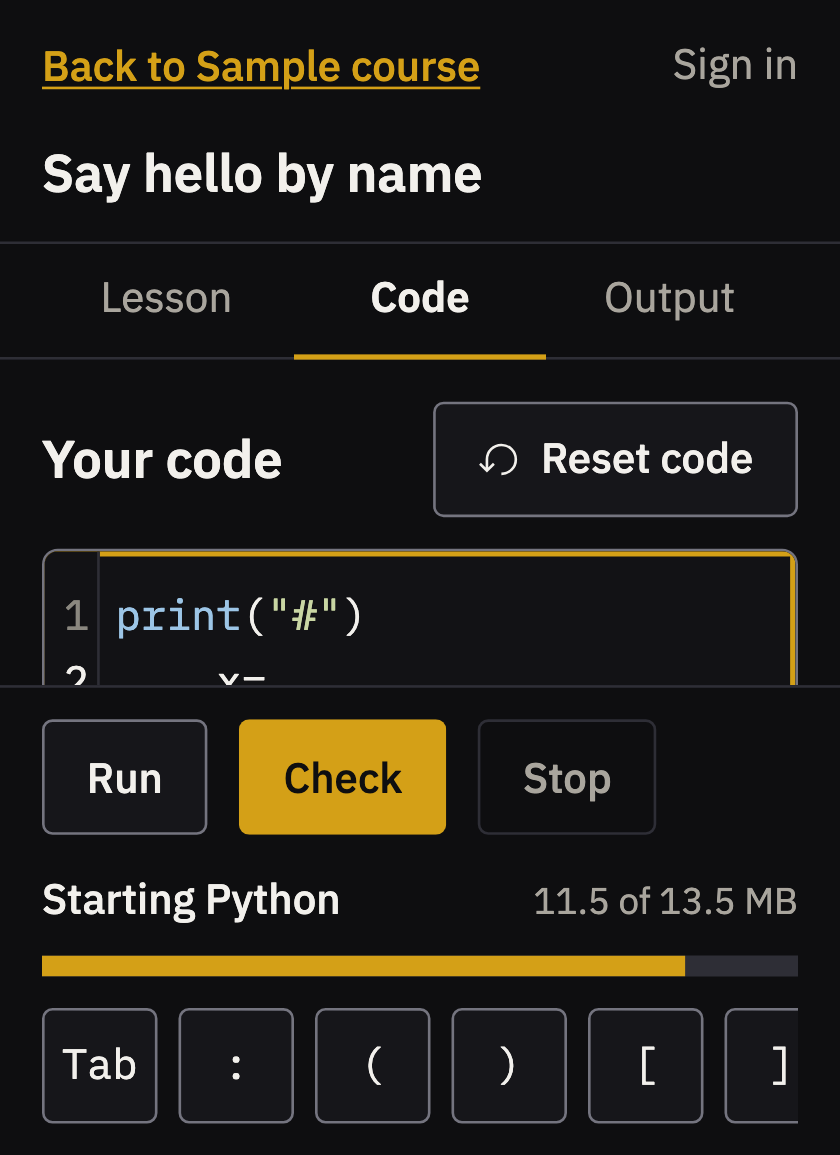 Back to Sample course
Sign in
Say hello by name
Lesson
Code
Output
Your code
Reset code
1 print("#")
2     x=
Run
Check
Stop
Starting Python
11.5 of 13.5 MB
Tab : ( ) [ ]